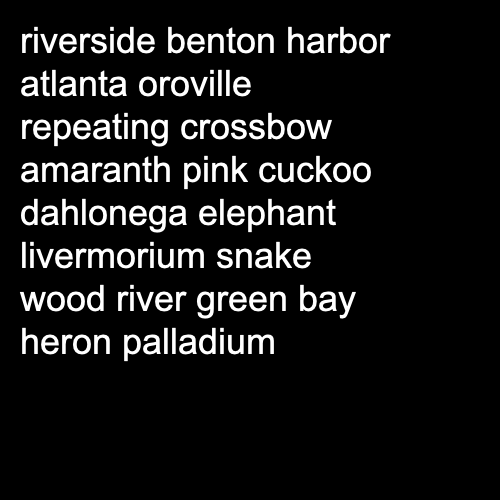 riverside benton harbor
atlanta oroville
repeating crossbow
amaranth pink cuckoo
dahlonega elephant
livermorium snake
wood river green bay
heron palladium